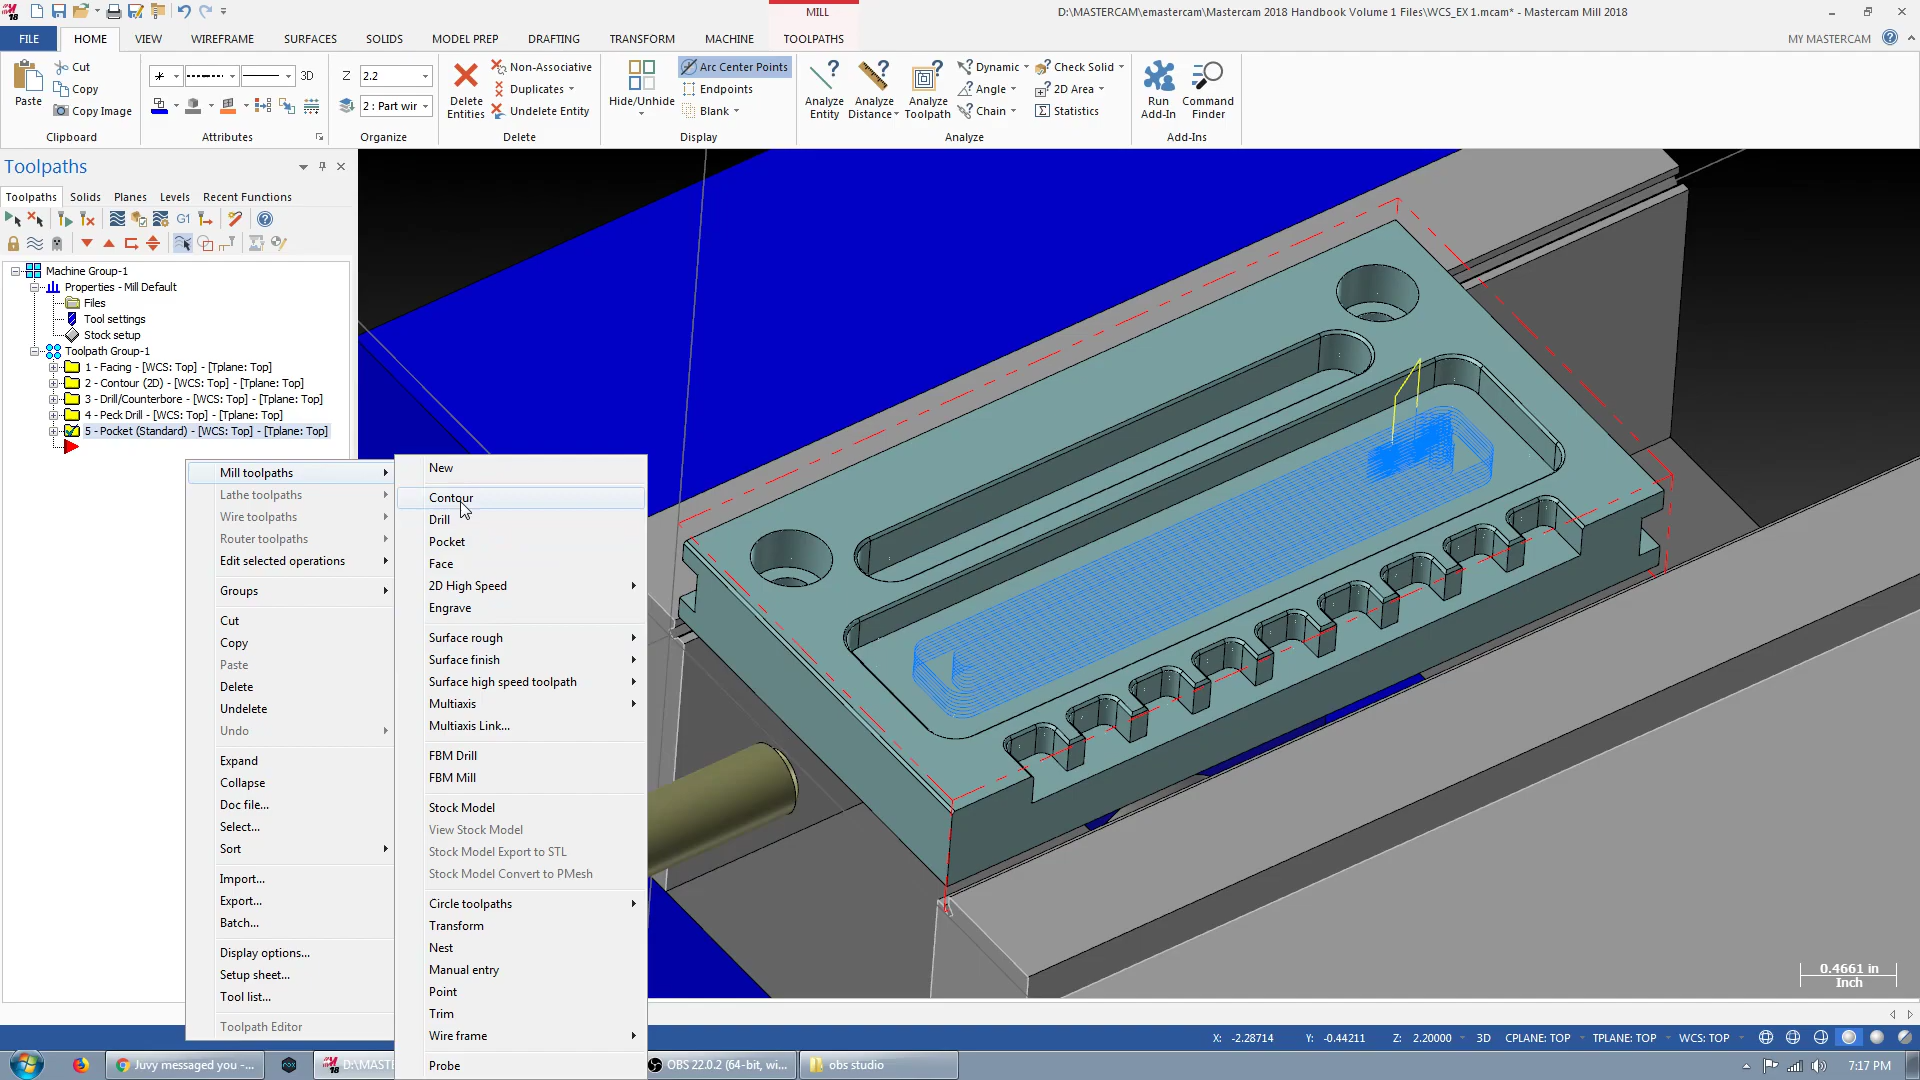 MILL
D:\MASTERCAM\emastercam\Mastercam 2018 Handbook Volume 1 Files\WCS_EX 1.mcam* - Mastercam Mill 2018
FILE HOME VIEW WIREFRAME SURFACES SOLIDS MODEL PREP DRAFTING TRANSFORM MACHINE TOOLPATHS MY MASTERCAM
Paste
Cut
Copy
Copy Image
Clipboard
3D
Attributes
Z 2.2
2 : Part wir
Organize
Delete Entities
Non-Associative
Duplicates
Undelete Entity
Delete
Hide/Unhide
Arc Center Points
Endpoints
Blank
Display
Analyze Entity
Analyze Distance
Analyze Toolpath
Dynamic
Angle
Chain
Check Solid
2D Area
Statistics
Analyze
Run Add-In
Command Finder
Add-Ins
Toolpaths
Toolpaths Solids Planes Levels Recent Functions
G1
Machine Group-1
Properties - Mill Default
Files
Tool settings
Stock setup
Toolpath Group-1
1 - Facing - [WCS: Top] - [Tplane: Top]
2 - Contour (2D) - [WCS: Top] - [Tplane: Top]
3 - Drill/Counterbore - [WCS: Top] - [Tplane: Top]
4 - Peck Drill - [WCS: Top] - [Tplane: Top]
5 - Pocket (Standard) - [WCS: Top] - [Tplane: Top]
Mill toolpaths
Lathe toolpaths
Wire toolpaths
Router toolpaths
Edit selected operations
Groups
Cut
Copy
Paste
Delete
Undelete
Undo
Expand
Collapse
Doc file...
Select...
Sort
Import...
Export...
Batch...
Display options...
Setup sheet...
Tool list...
Toolpath Editor
New
Contour
Drill
Pocket
Face
2D High Speed
Engrave
Surface rough
Surface finish
Surface high speed toolpath
Multiaxis
Multiaxis Link...
FBM Drill
FBM Mill
Stock Model
View Stock Model
Stock Model Export to STL
Stock Model Convert to PMesh
Circle toolpaths
Transform
Nest
Manual entry
Point
Trim
Wire frame
Probe
0.4661 in
Inch
X: -2.28714 Y: -0.44211 Z: 2.20000 3D CPLANE: TOP TPLANE: TOP WCS: TOP
Juvy messaged you -...
D:\MASTE
OBS 22.0.2 (64-bit, wi...
obs studio
7:17 PM